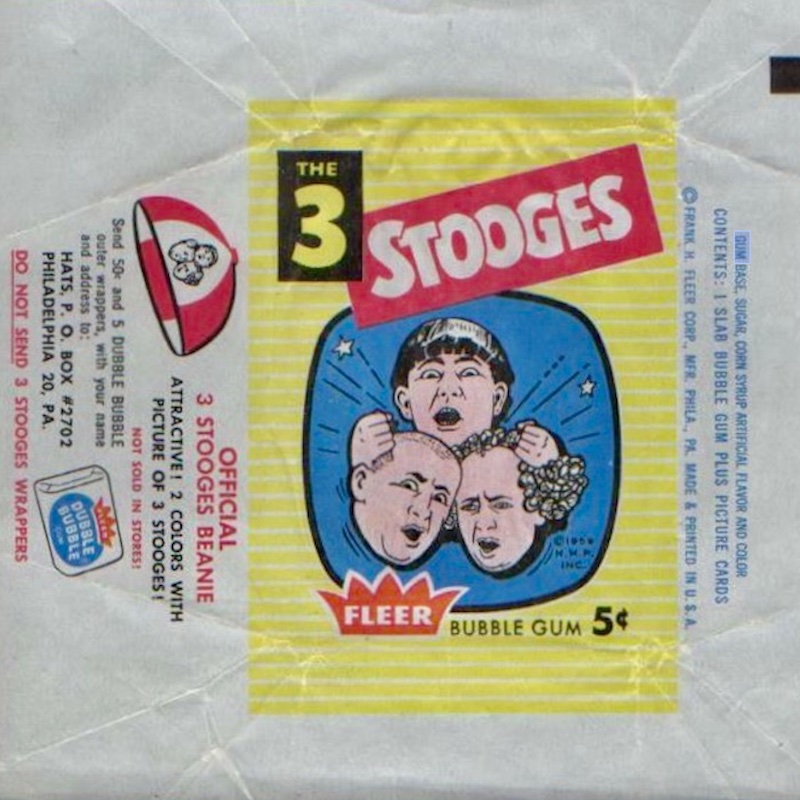 THE
3
STOOGES
©1959
N.M.P.
INC.
FLEER
BUBBLE GUM 5¢
OFFICIAL
3 STOOGES BEANIE
ATTRACTIVE! 2 COLORS WITH
PICTURE OF 3 STOOGES!
NOT SOLD IN STORES!
Send 50¢ and 5 DUBBLE BUBBLE
outer wrappers, with your name
and address to:
HATS, P. O. BOX #2702
PHILADELPHIA 20, PA.
DO NOT SEND 3 STOOGES WRAPPERS
FLEER
DUBBLE
BUBBLE
GUM
CONTENTS: 1 SLAB BUBBLE GUM PLUS PICTURE CARDS
GUM BASE, SUGAR, CORN SYRUP ARTIFICIAL FLAVOR AND COLOR
© FRANK H. FLEER CORP., MFR. PHILA., PA. MADE & PRINTED IN U.S.A.